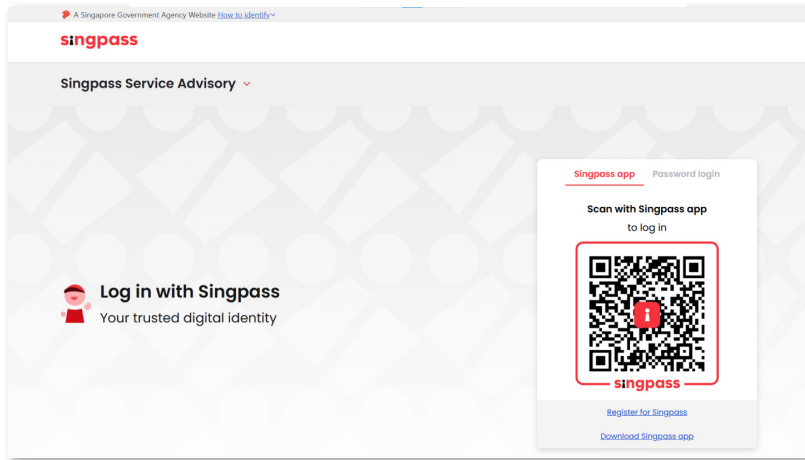 A Singapore Government Agency Website How to identify
singpass
Singpass Service Advisory
Singpass app Password login
Scan with Singpass app
to log in
Log in with Singpass
Your trusted digital identity
singpass
Register for Singpass
Download Singpass app